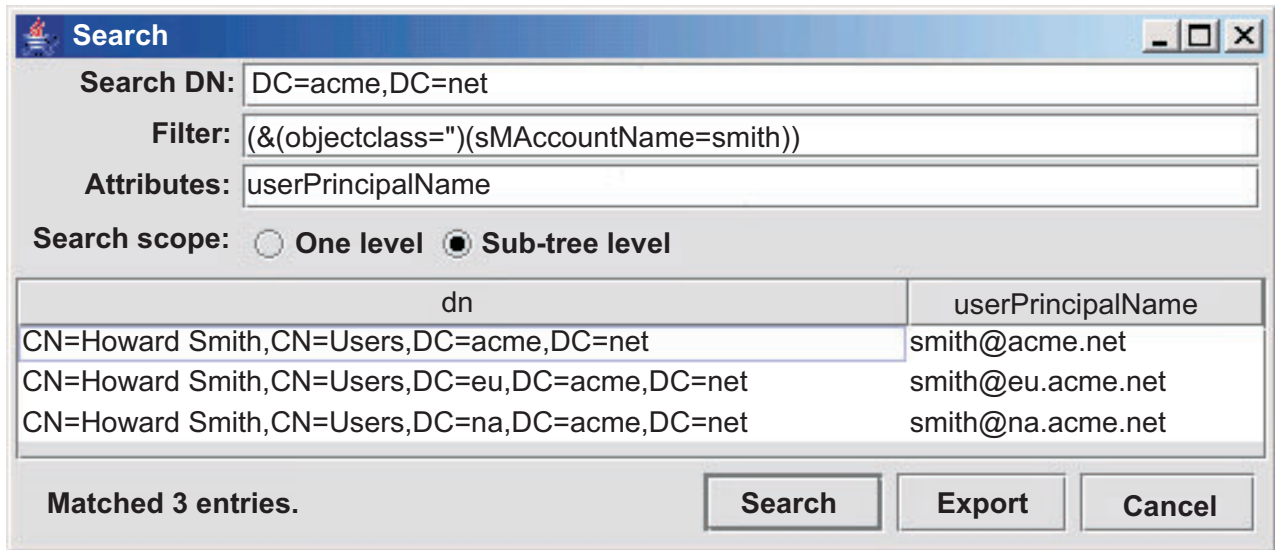 Search
Search DN: DC=acme,DC=net
Filter: (&(objectclass=")(sMAccountName=smith))
Attributes: userPrincipalName
Search scope: One level Sub-tree level
dn userPrincipalName
CN=Howard Smith,CN=Users,DC=acme,DC=net smith@acme.net
CN=Howard Smith,CN=Users,DC=eu,DC=acme,DC=net smith@eu.acme.net
CN=Howard Smith,CN=Users,DC=na,DC=acme,DC=net smith@na.acme.net
Matched 3 entries. Search Export Cancel